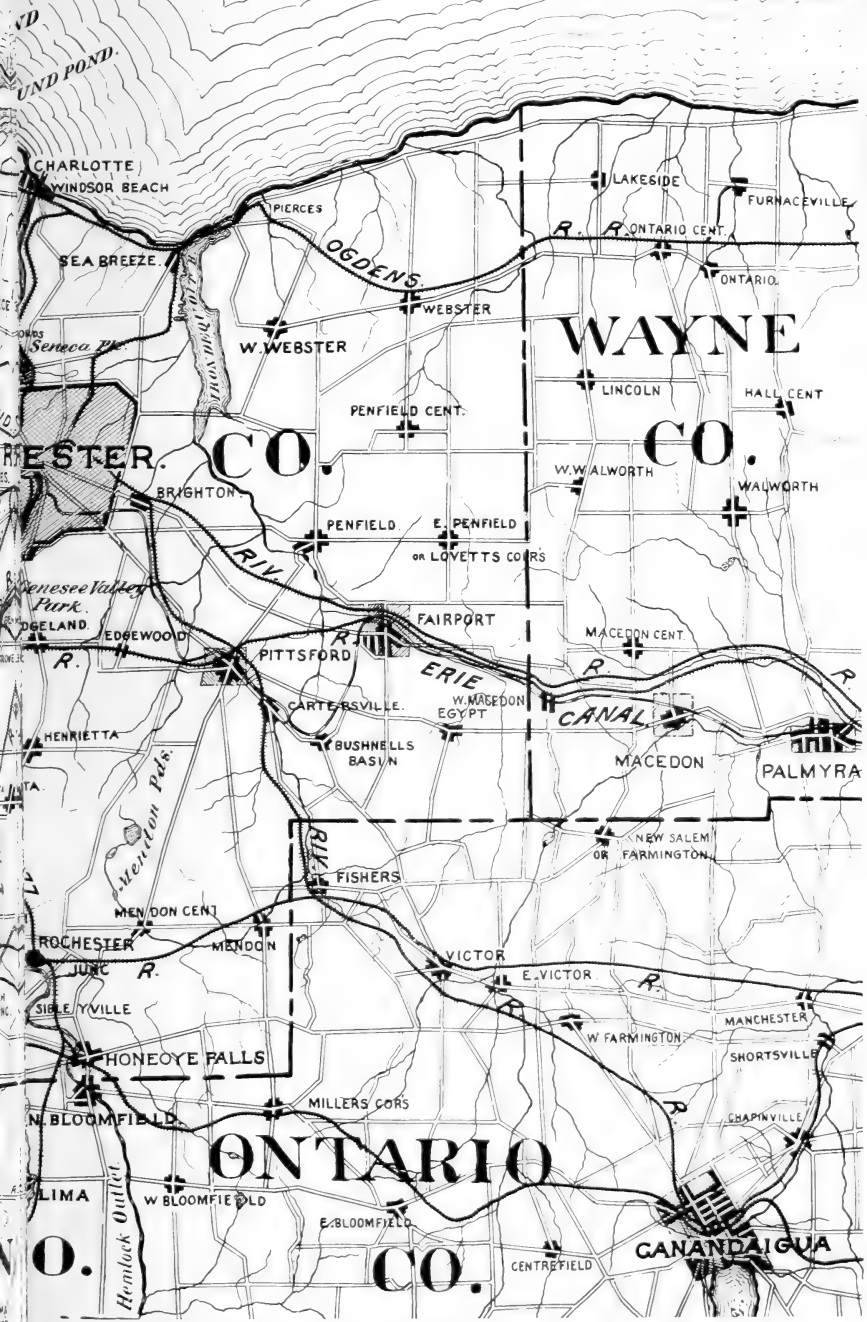 UND POND.
CHARLOTTE
WINDSOR BEACH
LAKESIDE
FURNACEVILLE
PIERCES
R. R.
ONTARIO CENT.
OGDENS.
SEA BREEZE.
ONTARIO.
WEBSTER
IRONDEQUOIT B.
WAYNE
Seneca Pk.
W. WEBSTER
LINCOLN
HALL CENT
PENFIELD CENT.
CO.
CO.
ESTER.
W. WALWORTH
WALWORTH
BRIGHTON.
PENFIELD.
E. PENFIELD
OR LOVETTS CORS
RIV.
Genesee Valley
Park.
FAIRPORT
DGELAND.
EDGEWOOD
MACEDON CENT.
R.
PITTSFORD
R.
ERIE
R.
R.
W. MACEDON
CARTERSVILLE.
EGYPT
CANAL
HENRIETTA
BUSHNELLS
BASIN
MACEDON
PALMYRA
Mendon Pds.
NEW SALEM
OR FARMINGTON
RIV.
FISHERS
MENDON CENT
ROCHESTER
JUNC
R.
MENDON
VICTOR
E. VICTOR
R.
R.
SIBLEYVILLE
MANCHESTER
W FARMINGTON.
SHORTSVILLE
HONEOYE FALLS
R.
N. BLOOMFIELD.
MILLERS CORS
CHAPINVILLE
ONTARIO
LIMA
W BLOOMFIELD
Hemlock Outlet
E. BLOOMFIELD
CANANDAIGUA
O.
CO.
CENTREFIELD